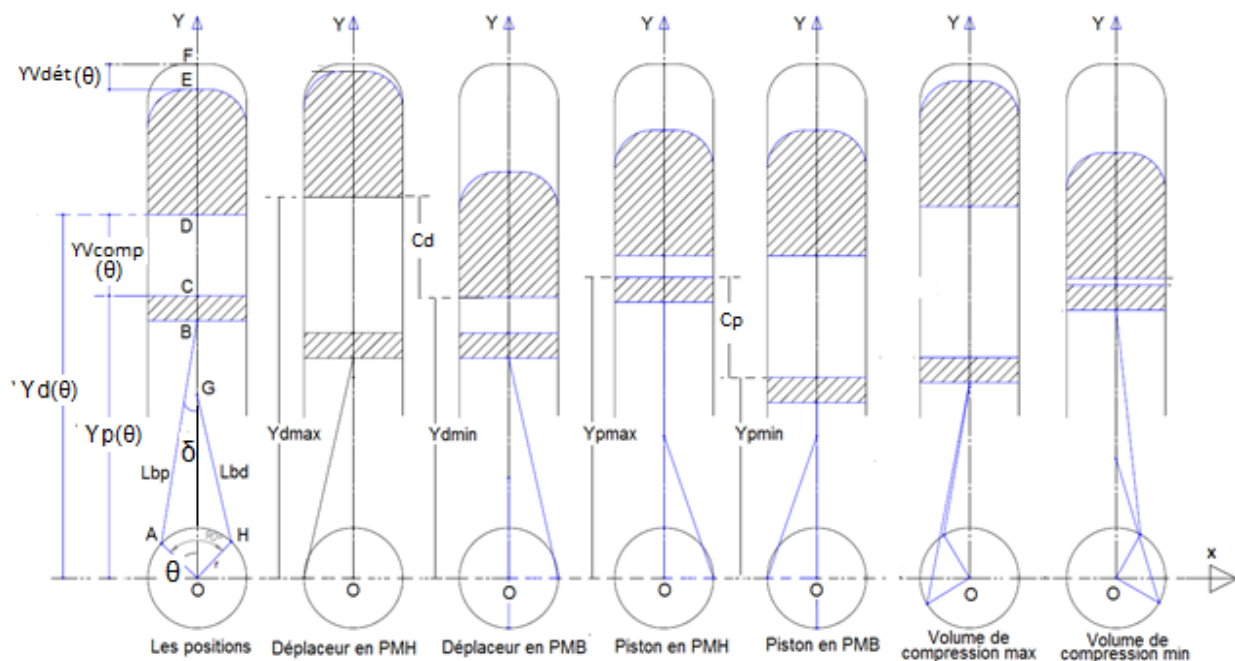 Y Y Y Y Y Y Y
F
YVdét(θ)
E
D
YVcomp
(θ)
C
B
Cd
Cp
G
Yd(θ)
Yp(θ)
δ
Lbp Lbd
Ydmax
Ydmin
Ypmax
Ypmin
A H
θ r
O O O O O O O
x
Les positions
Déplaceur en PMH
Déplaceur en PMB
Piston en PMH
Piston en PMB
Volume de
compression max
Volume de
compression min